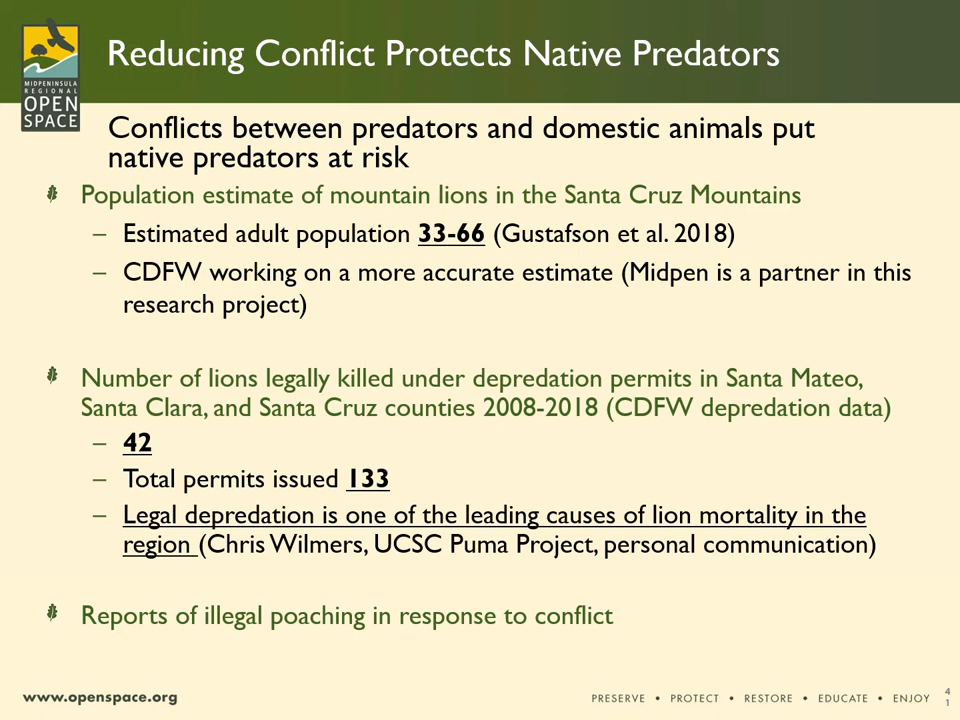 Reducing Conflict Protects Native Predators
MIDPENINSULA
REGIONAL
OPEN
SPACE
Conflicts between predators and domestic animals put
native predators at risk
Population estimate of mountain lions in the Santa Cruz Mountains
– Estimated adult population 33-66 (Gustafson et al. 2018)
– CDFW working on a more accurate estimate (Midpen is a partner in this
research project)
Number of lions legally killed under depredation permits in Santa Mateo,
Santa Clara, and Santa Cruz counties 2008-2018 (CDFW depredation data)
– 42
– Total permits issued 133
– Legal depredation is one of the leading causes of lion mortality in the
region (Chris Wilmers, UCSC Puma Project, personal communication)
Reports of illegal poaching in response to conflict
www.openspace.org
PRESERVE • PROTECT • RESTORE • EDUCATE • ENJOY
4
1